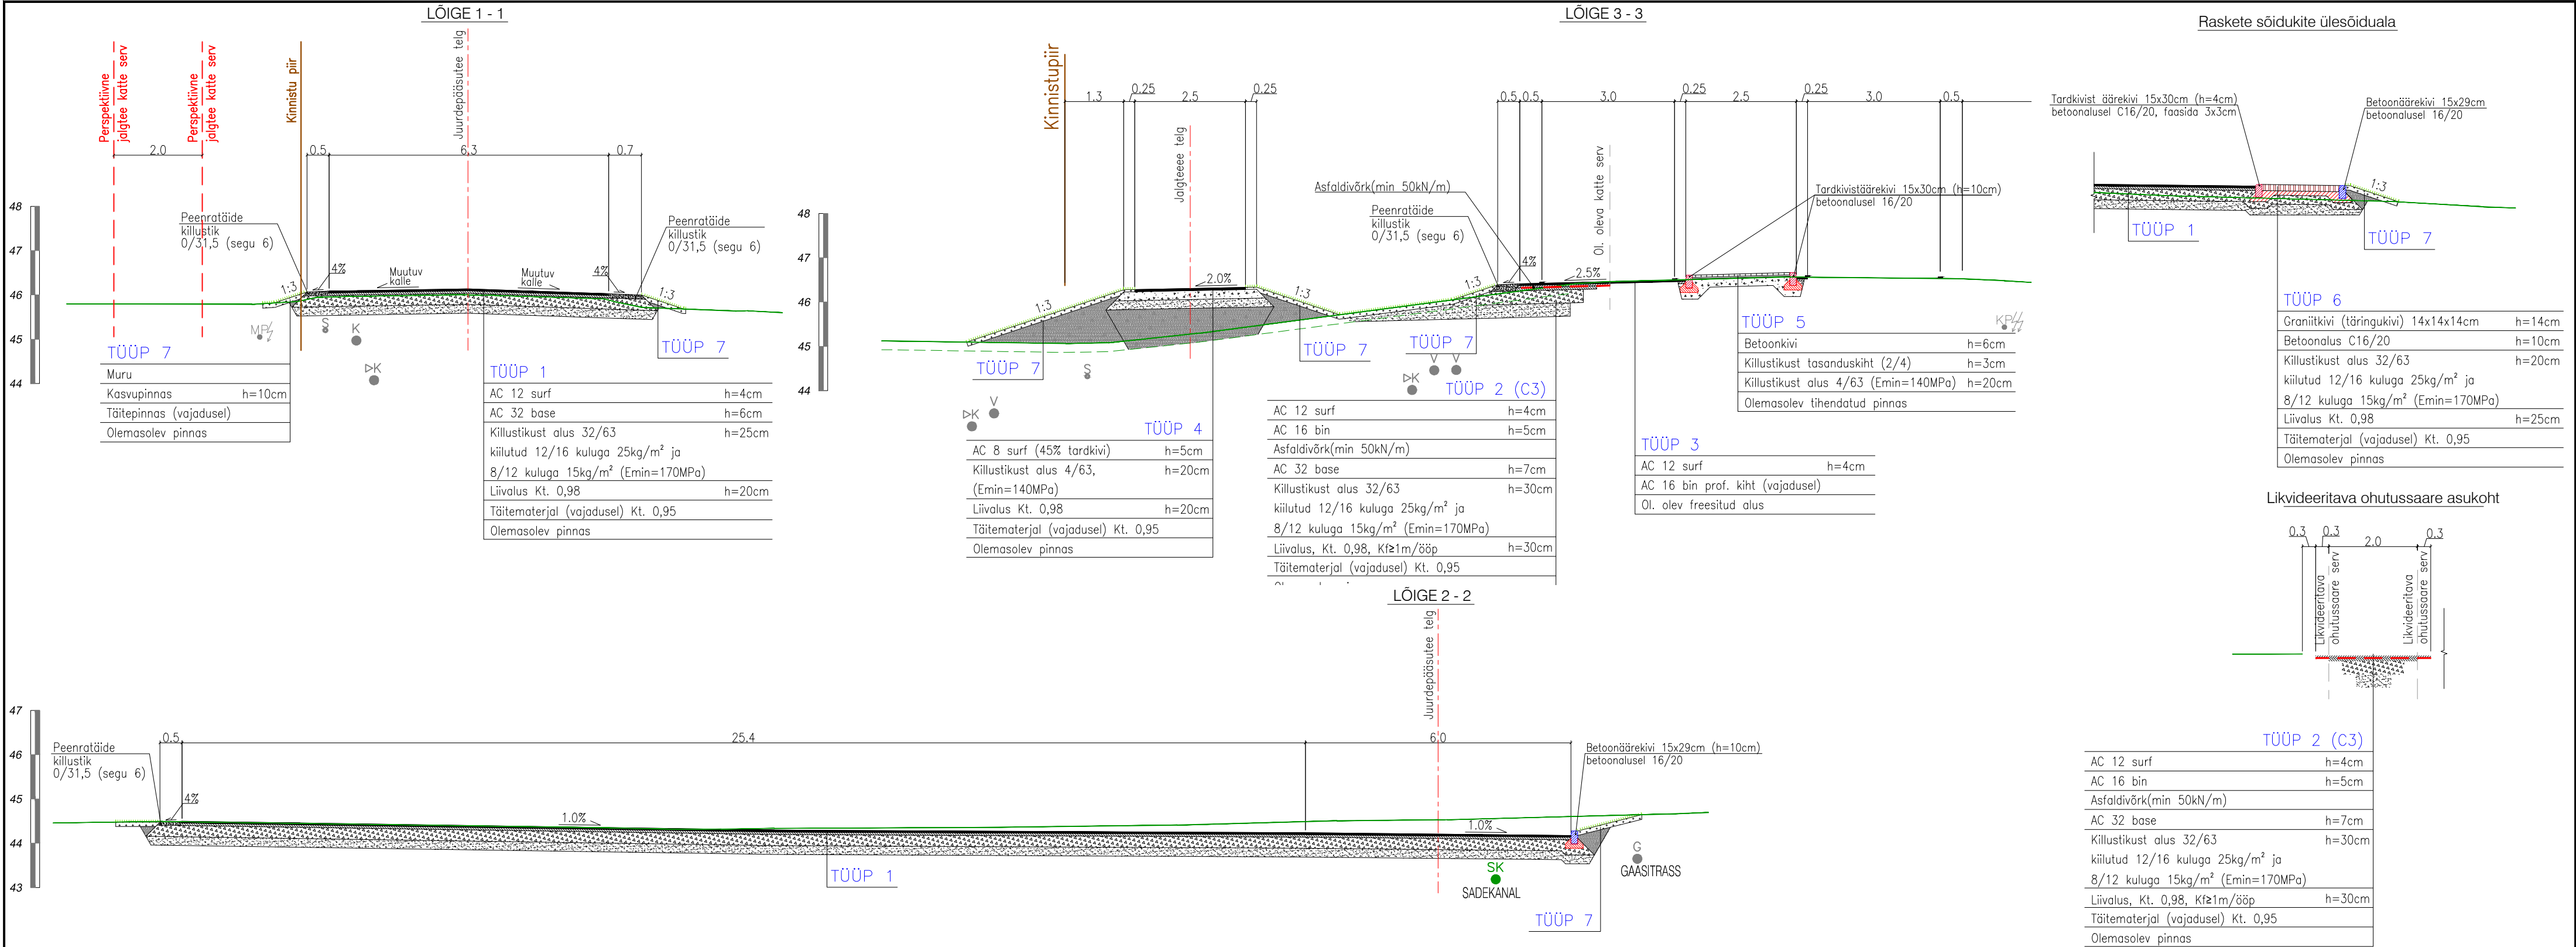 LÕIGE 1 - 1
Perspektiivne
jalgtee katte serv
Perspektiivne
jalgtee katte serv
Kinnistu piir
Juurdepääsutee telg
2.0
0.5
6.3
0.7
48
47
46
45
44
Peenratäide
killustik
0/31,5 (segu 6)
4%
Muutuv
kalle
Muutuv
kalle
4%
Peenratäide
killustik
0/31,5 (segu 6)
1:3
1:3
MP
S
K
K
TÜÜP 7
Muru
Kasvupinnas h=10cm
Täitepinnas (vajadusel)
Olemasolev pinnas
TÜÜP 7
TÜÜP 1
AC 12 surf h=4cm
AC 32 base h=6cm
Killustikust alus 32/63 h=25cm
kiilutud 12/16 kuluga 25kg/m² ja
8/12 kuluga 15kg/m² (Emin=170MPa)
Liivalus Kt. 0,98 h=20cm
Täitematerjal (vajadusel) Kt. 0,95
Olemasolev pinnas
LÕIGE 3 - 3
Kinnistupiir
1.3
0.25
2.5
0.25
Jalgteeee telg
0.5
0.5
3.0
0.25
2.5
0.25
3.0
0.5
Ol. oleva katte serv
48
47
46
45
44
Asfaldivõrk(min 50kN/m)
Peenratäide
killustik
0/31,5 (segu 6)
Tardkivistäärekivi 15x30cm (h=10cm)
betoonalusel 16/20
1:3
2.0%
1:3
1:3
4%
2.5%
TÜÜP 7
S
TÜÜP 7
TÜÜP 7
V
V
K
K
V
KP
TÜÜP 4
AC 8 surf (45% tardkivi) h=5cm
Killustikust alus 4/63, h=20cm
(Emin=140MPa)
Liivalus Kt. 0,98 h=20cm
Täitematerjal (vajadusel) Kt. 0,95
Olemasolev pinnas
TÜÜP 2 (C3)
AC 12 surf h=4cm
AC 16 bin h=5cm
Asfaldivõrk(min 50kN/m)
AC 32 base h=7cm
Killustikust alus 32/63 h=30cm
kiilutud 12/16 kuluga 25kg/m² ja
8/12 kuluga 15kg/m² (Emin=170MPa)
Liivalus, Kt. 0,98, Kf≥1m/ööp h=30cm
Täitematerjal (vajadusel) Kt. 0,95
TÜÜP 5
Betoonkivi h=6cm
Killustikust tasanduskiht (2/4) h=3cm
Killustikust alus 4/63 (Emin=140MPa) h=20cm
Olemasolev tihendatud pinnas
TÜÜP 3
AC 12 surf h=4cm
AC 16 bin prof. kiht (vajadusel)
Ol. olev freesitud alus
Raskete sõidukite ülesõiduala
Tardkivist äärekivi 15x30cm (h=4cm)
betoonalusel C16/20, faasida 3x3cm
Betoonäärekivi 15x29cm
betoonalusel 16/20
1:3
TÜÜP 1
TÜÜP 7
TÜÜP 6
Graniitkivi (täringukivi) 14x14x14cm h=14cm
Betoonalus C16/20 h=10cm
Killustikust alus 32/63 h=20cm
kiilutud 12/16 kuluga 25kg/m² ja
8/12 kuluga 15kg/m² (Emin=170MPa)
Liivalus Kt. 0,98 h=25cm
Täitematerjal (vajadusel) Kt. 0,95
Olemasolev pinnas
Likvideeritava ohutussaare asukoht
0.3
0.3
2.0
0.3
Likvideeritava
ohutussaare serv
Likvideeritava
ohutussaare serv
TÜÜP 2 (C3)
AC 12 surf h=4cm
AC 16 bin h=5cm
Asfaldivõrk(min 50kN/m)
AC 32 base h=7cm
Killustikust alus 32/63 h=30cm
kiilutud 12/16 kuluga 25kg/m² ja
8/12 kuluga 15kg/m² (Emin=170MPa)
Liivalus, Kt. 0,98, Kf≥1m/ööp h=30cm
Täitematerjal (vajadusel) Kt. 0,95
Olemasolev pinnas
LÕIGE 2 - 2
Juurdepääsutee telg
47
46
45
44
43
Peenratäide
killustik
0/31,5 (segu 6)
0.5
25.4
6.0
4%
1.0%
1.0%
Betoonäärekivi 15x29cm (h=10cm)
betoonalusel 16/20
TÜÜP 1
SK
SADEKANAL
G
GAASITRASS
TÜÜP 7